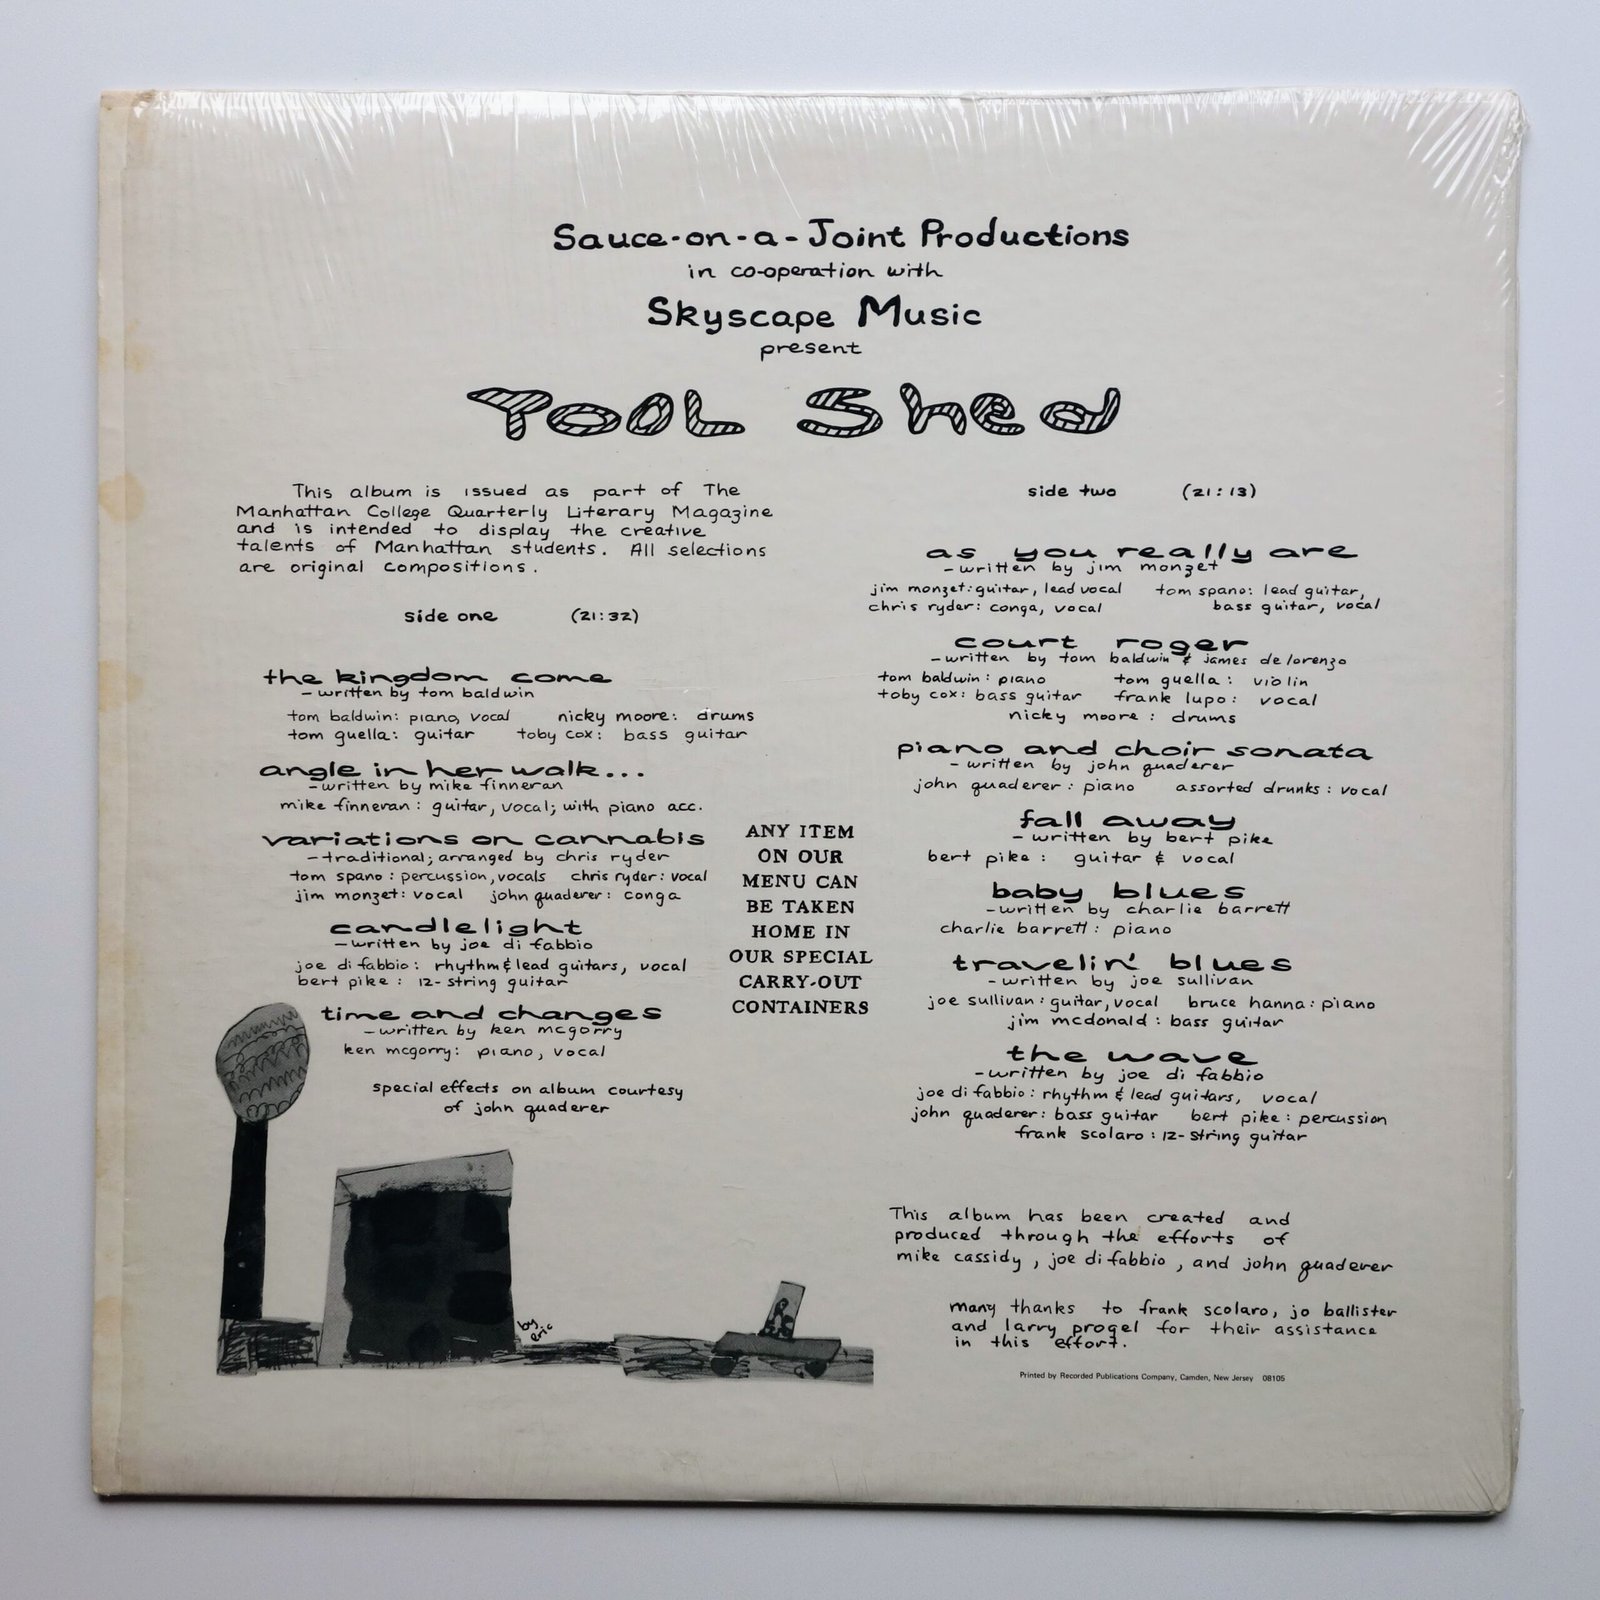 Sauce-on-a-Joint Productions
in co-operation with
Skyscape Music
present
Tool Shed
This album is issued as part of The
Manhattan College Quarterly Literary Magazine
and is intended to display the creative
talents of Manhattan students. All selections
are original compositions.
side one (21:32)
the kingdom come
-written by tom baldwin
tom baldwin: piano, vocal nicky moore: drums
tom guella: guitar toby cox: bass guitar
angle in her walk...
-written by mike finneran
mike finneran: guitar, vocal; with piano acc.
variations on cannabis
-traditional; arranged by chris ryder
tom spano: percussion, vocals chris ryder: vocal
jim monzet: vocal john quaderer: conga
candlelight
-written by joe di fabbio
joe di fabbio: rhythm & lead guitars, vocal
bert pike: 12-string guitar
time and changes
-written by ken mcgorry
ken mcgorry: piano, vocal
special effects on album courtesy
of john quaderer
by
eric
ANY ITEM
ON OUR
MENU CAN
BE TAKEN
HOME IN
OUR SPECIAL
CARRY-OUT
CONTAINERS
side two (21:13)
as you really are
-written by jim monzet
jim monzet: guitar, lead vocal tom spano: lead guitar,
chris ryder: conga, vocal bass guitar, vocal
court roger
-written by tom baldwin & james de lorenzo
tom baldwin: piano tom guella: violin
toby cox: bass guitar frank lupo: vocal
nicky moore: drums
piano and choir sonata
-written by john quaderer
john quaderer: piano assorted drunks: vocal
fall away
-written by bert pike
bert pike: guitar & vocal
baby blues
-written by charlie barrett
charlie barrett: piano
travelin' blues
-written by joe sullivan
joe sullivan: guitar, vocal bruce hanna: piano
jim mcdonald: bass guitar
the wave
-written by joe di fabbio
joe di fabbio: rhythm & lead guitars, vocal
john quaderer: bass guitar bert pike: percussion
frank scolaro: 12-string guitar
This album has been created and
produced through the efforts of
mike cassidy, joe di fabbio, and john quaderer
many thanks to frank scolaro, jo ballister
and larry progel for their assistance
in this effort.
Printed by Recorded Publications Company, Camden, New Jersey 08105